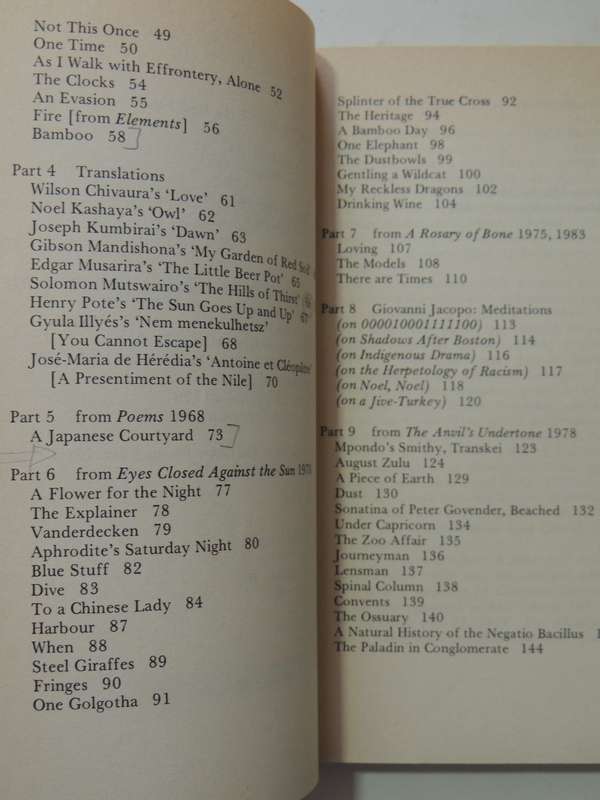 Not This Once 49
One Time 50
As I Walk with Effrontery, Alone 52
The Clocks 54
An Evasion 55
Fire [from Elements] 56
Bamboo 58
Part 4 Translations
Wilson Chivaura's 'Love' 61
Noel Kashaya's 'Owl' 62
Joseph Kumbirai's 'Dawn' 63
Gibson Mandishona's 'My Garden of Red Soil'
Edgar Musarira's 'The Little Beer Pot' 65
Solomon Mutswairo's 'The Hills of Thirst' 66
Henry Pote's 'The Sun Goes Up and Up' 67
Gyula Illyés's 'Nem menekulhetsz'
[You Cannot Escape] 68
José-Maria de Hérédia's 'Antoine et Cléopâtre'
[A Presentiment of the Nile] 70
Part 5 from Poems 1968
A Japanese Courtyard 73
Part 6 from Eyes Closed Against the Sun
A Flower for the Night 77
The Explainer 78
Vanderdecken 79
Aphrodite's Saturday Night 80
Blue Stuff 82
Dive 83
To a Chinese Lady 84
Harbour 87
When 88
Steel Giraffes 89
Fringes 90
One Golgotha 91
Splinter of the True Cross 92
The Heritage 94
A Bamboo Day 96
One Elephant 98
The Dustbowls 99
Gentling a Wildcat 100
My Reckless Dragons 102
Drinking Wine 104
Part 7 from A Rosary of Bone 1975, 1983
Loving 107
The Models 108
There are Times 110
Part 8 Giovanni Jacopo: Meditations
(on 000010001111100) 113
(on Shadows After Boston) 114
(on Indigenous Drama) 116
(on the Herpetology of Racism) 117
(on Noel, Noel) 118
(on a Jive-Turkey) 120
Part 9 from The Anvil's Undertone 1978
Mpondo's Smithy, Transkei 123
August Zulu 124
A Piece of Earth 129
Dust 130
Sonatina of Peter Govender, Beached 132
Under Capricorn 134
The Zoo Affair 135
Journeyman 136
Lensman 137
Spinal Column 138
Convents 139
The Ossuary 140
A Natural History of the Negatio Bacillus
The Paladin in Conglomerate 144